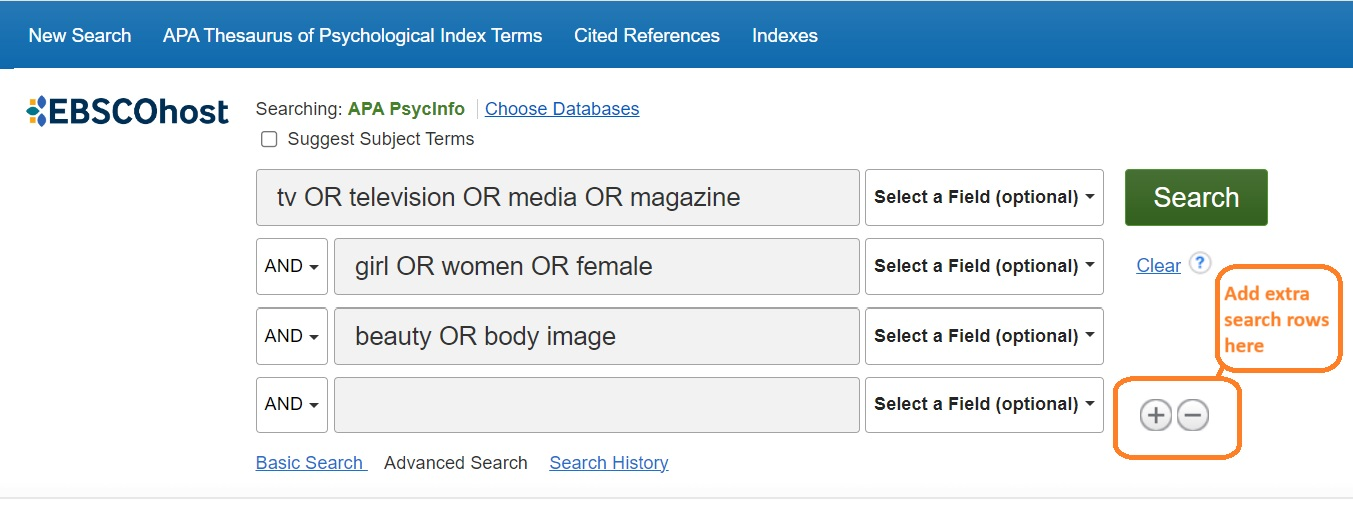 New Search APA Thesaurus of Psychological Index Terms Cited References Indexes
EBSCOhost
Searching: APA PsycInfo Choose Databases
Suggest Subject Terms
tv OR television OR media OR magazine Select a Field (optional) Search
AND girl OR women OR female Select a Field (optional) Clear ?
Add extra
search rows
here
AND beauty OR body image Select a Field (optional)
AND Select a Field (optional) + −
Basic Search Advanced Search Search History